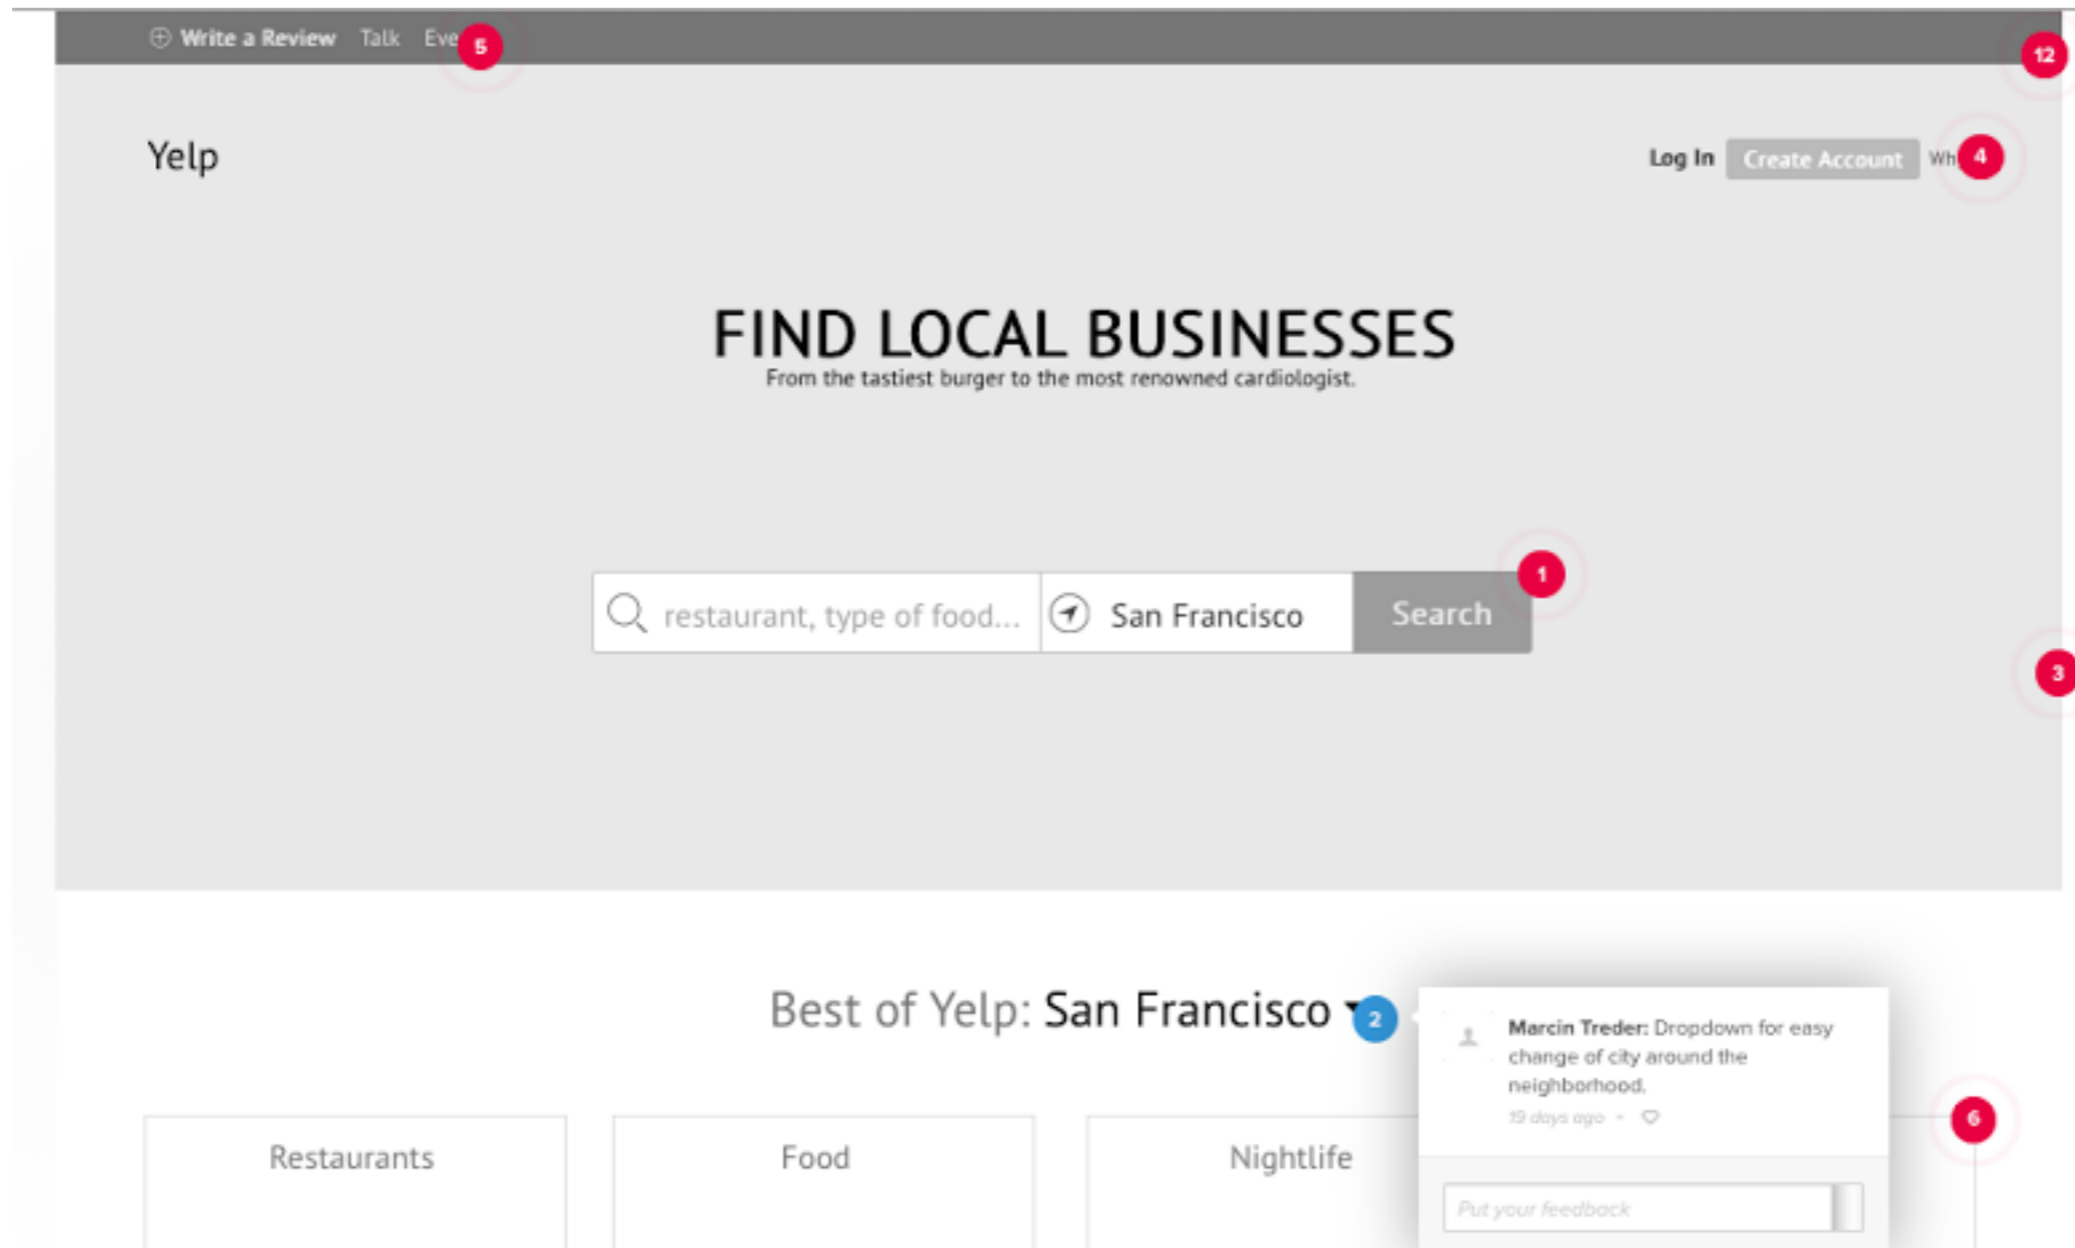 Write a Review Talk Eve 5
12
Yelp
Log In Create Account Wh 4
FIND LOCAL BUSINESSES
From the tastiest burger to the most renowned cardiologist.
1
restaurant, type of food... San Francisco Search
3
Best of Yelp: San Francisco 2
Marcin Treder: Dropdown for easy
change of city around the
neighborhood.
19 days ago -
6
Restaurants Food Nightlife
Put your feedback